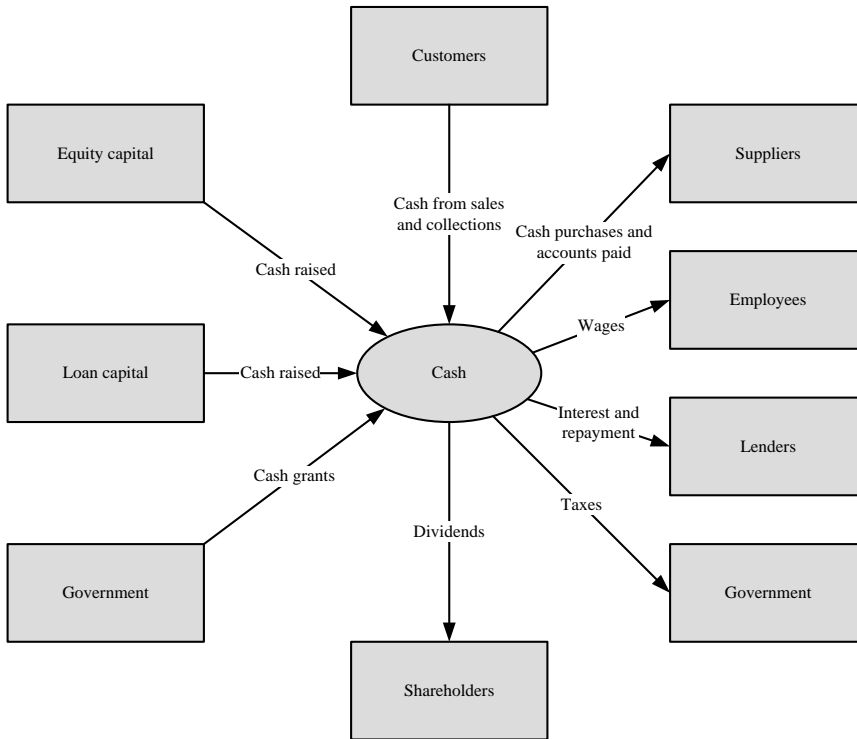 Customers
Equity capital
Suppliers
Cash from sales
and collections
Cash purchases and
accounts paid
Cash raised
Employees
Wages
Loan capital
Cash raised
Cash
Interest and
repayment
Lenders
Cash grants
Taxes
Dividends
Government
Government
Shareholders